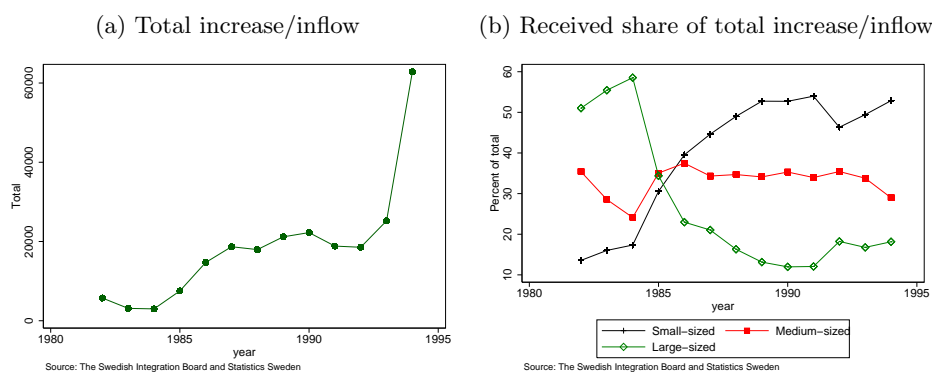 (a) Total increase/inflow
Total
0
20000
40000
60000
1980
1985
1990
1995
year
Source: The Swedish Integration Board and Statistics Sweden
(b) Received share of total increase/inflow
Percent of total
10
20
30
40
50
60
1980
1985
1990
1995
year
Small-sized
Medium-sized
Large-sized
Source: The Swedish Integration Board and Statistics Sweden